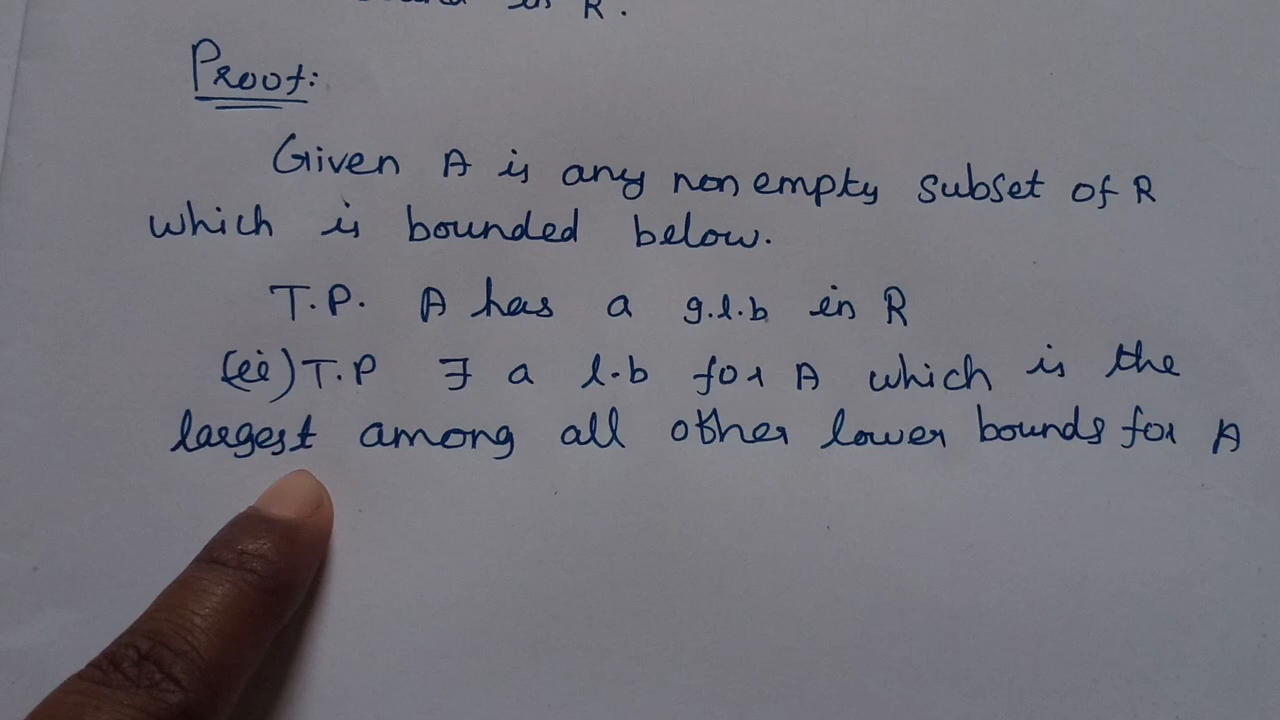 in R.
Proof:
Given A is any non empty subset of R
which is bounded below.
T.P. A has a g.l.b in R
(ie) T.P ∃ a l.b for A which is the
largest among all other lower bounds for A